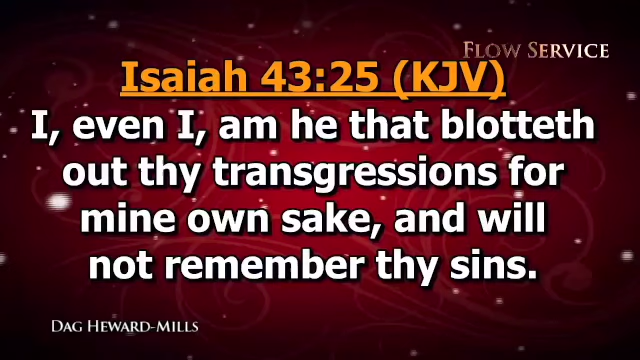 FLOW SERVICE
Isaiah 43:25 (KJV)
I, even I, am he that blotteth
out thy transgressions for
mine own sake, and will
not remember thy sins.
DAG HEWARD-MILLS